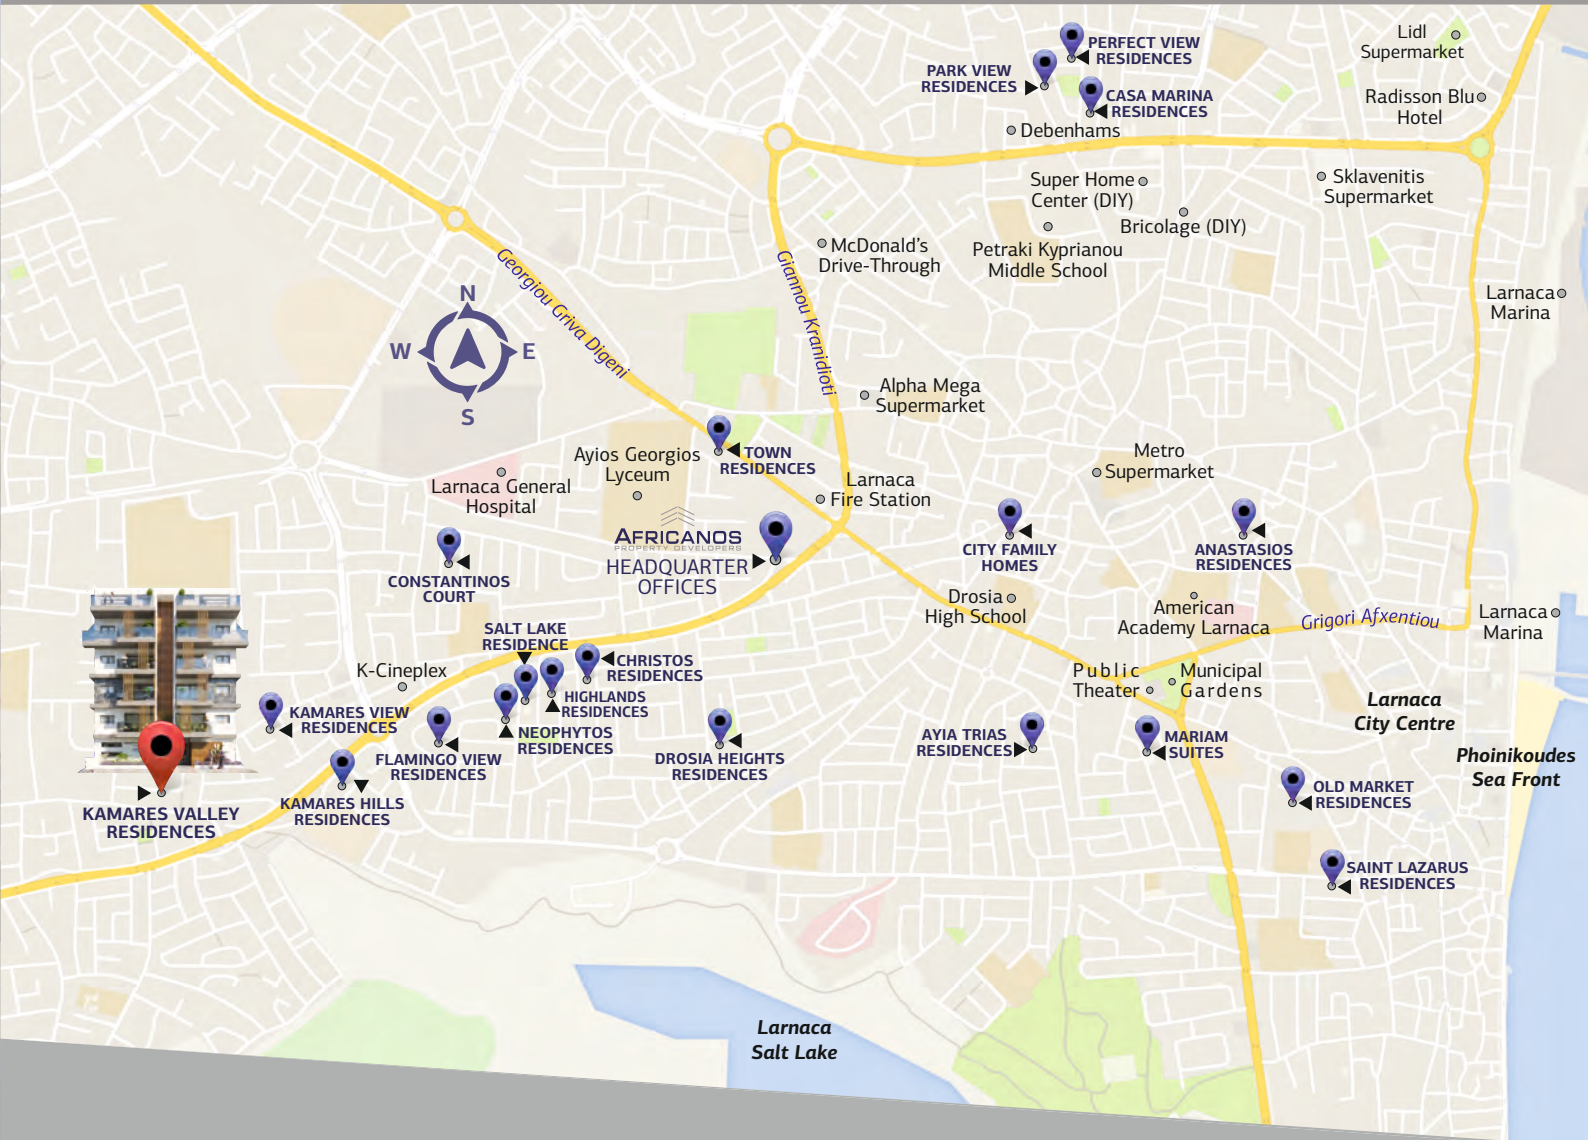 Lidl
Supermarket
PERFECT VIEW
RESIDENCES
PARK VIEW
RESIDENCES
CASA MARINA
RESIDENCES
Radisson Blu
Hotel
Debenhams
Super Home
Center (DIY)
Sklavenitis
Supermarket
Bricolage (DIY)
Petraki Kyprianou
Middle School
McDonald's
Drive-Through
Georgiou Griva Digeni
Giannou Kranidioti
N
W
E
S
Larnaca
Marina
Alpha Mega
Supermarket
TOWN
RESIDENCES
Ayios Georgios
Lyceum
Larnaca General
Hospital
Larnaca
Fire Station
Metro
Supermarket
AFRICANOS
PROPERTY DEVELOPERS
HEADQUARTER
OFFICES
CITY FAMILY
HOMES
ANASTASIOS
RESIDENCES
CONSTANTINOS
COURT
Drosia
High School
American
Academy Larnaca
Grigori Afxentiou
Larnaca
Marina
SALT LAKE
RESIDENCE
CHRISTOS
RESIDENCES
K-Cineplex
HIGHLANDS
RESIDENCES
Public
Theater
Municipal
Gardens
Larnaca
City Centre
KAMARES VIEW
RESIDENCES
NEOPHYTOS
RESIDENCES
AYIA TRIAS
RESIDENCES
MARIAM
SUITES
Phoinikoudes
Sea Front
FLAMINGO VIEW
RESIDENCES
DROSIA HEIGHTS
RESIDENCES
OLD MARKET
RESIDENCES
KAMARES HILLS
RESIDENCES
KAMARES VALLEY
RESIDENCES
SAINT LAZARUS
RESIDENCES
Larnaca
Salt Lake